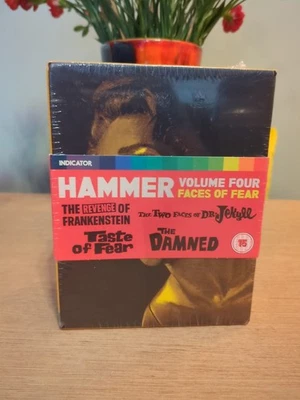 INDICATOR
HAMMER VOLUME FOUR
FACES OF FEAR
THE REVENGE OF
FRANKENSTEIN
THE TWO FACES OF DR. Jekyll
Taste
of Fear
THE
DAMNED
15